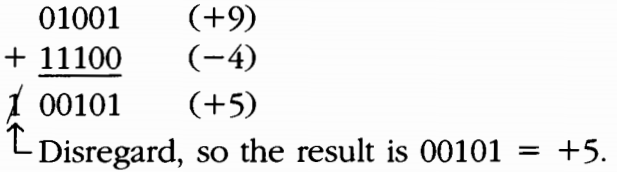 01001 (+9)
+ 11100 (−4)
1 00101 (+5)
Disregard, so the result is 00101 = +5.